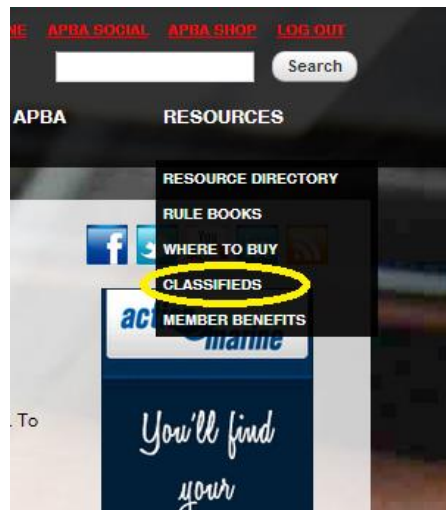 APBA SOCIAL APBA SHOP LOG OUT
Search
APBA RESOURCES
RESOURCE DIRECTORY
RULE BOOKS
WHERE TO BUY
CLASSIFIEDS
MEMBER BENEFITS
marine
. To
You'll find
your